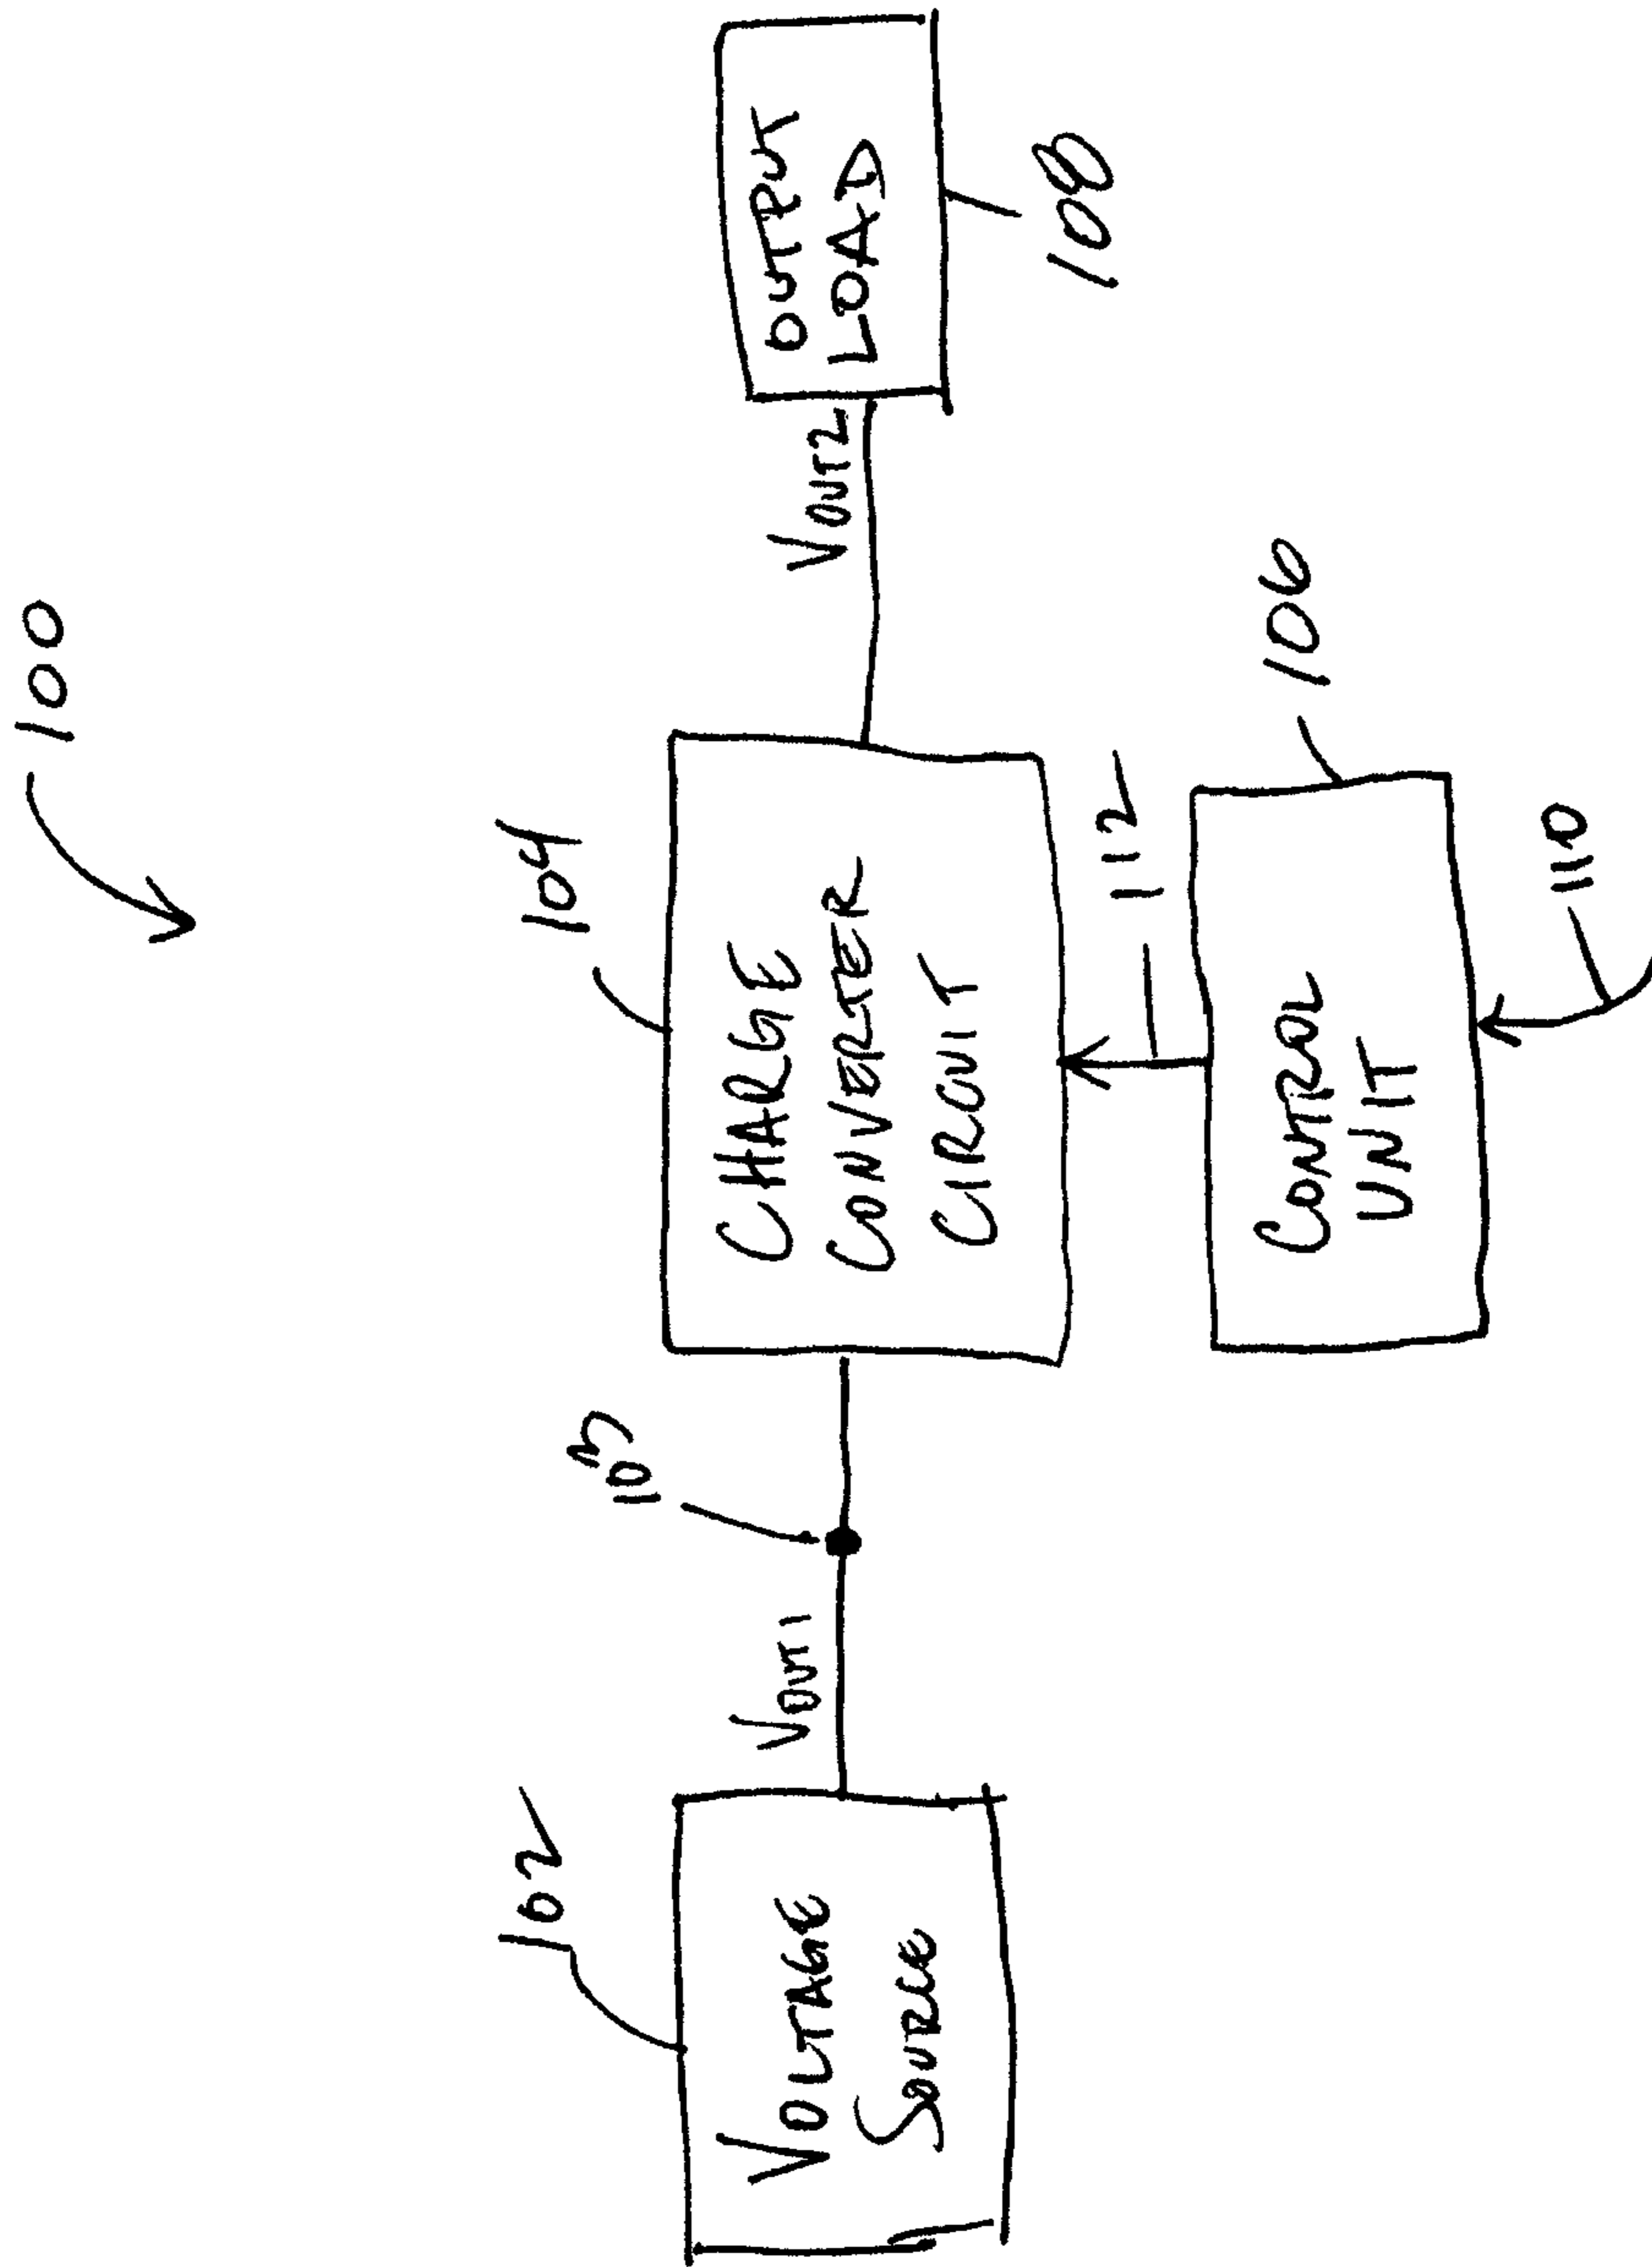 100
102
VOLTAGE
SOURCE
VOUT1
103
104
CHARGE
CONVERTER
CIRCUIT
VOUT2
OUTPUT
LOAD
108
112
106
CONTROL
UNIT
110